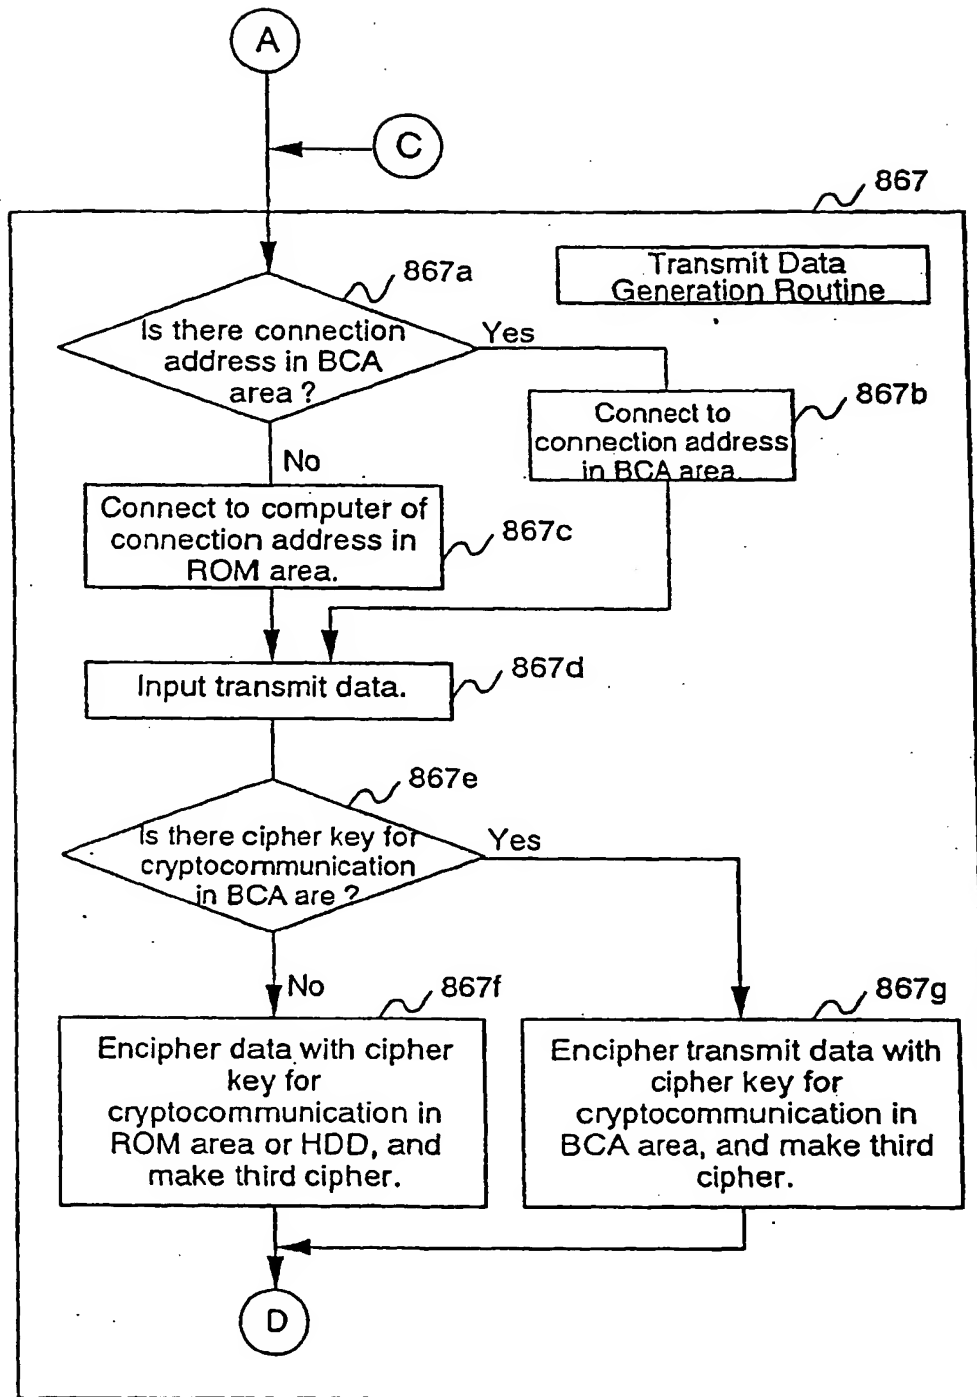 A
C
867
Transmit Data
Generation Routine
867a
Is there connection
address in BCA
area ?
Yes
867b
Connect to
connection address
in BCA area.
No
Connect to computer of
connection address in
ROM area.
867c
Input transmit data.
867d
867e
Is there cipher key for
cryptocommunication
in BCA are ?
Yes
No
867f
867g
Encipher data with cipher
key for
cryptocommunication in
ROM area or HDD, and
make third cipher.
Encipher transmit data with
cipher key for
cryptocommunication in
BCA area, and make third
cipher.
D